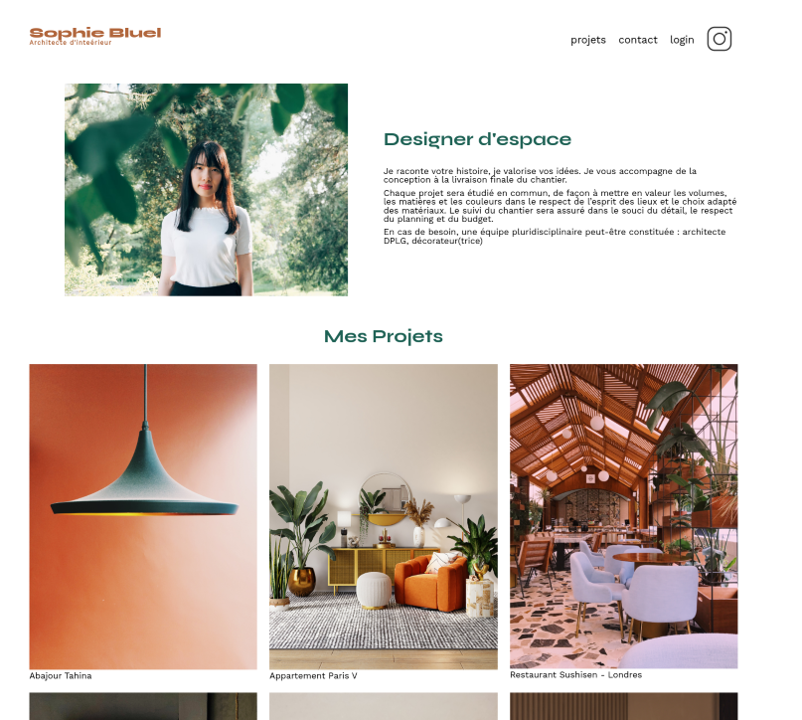 Sophie Bluel
Architecte d'inteérieur
projets contact login
Designer d'espace
Je raconte votre histoire, je valorise vos idées. Je vous accompagne de la
conception à la livraison finale du chantier.
Chaque projet sera étudié en commun, de façon à mettre en valeur les volumes,
les matières et les couleurs dans le respect de l'esprit des lieux et le choix adapté
des matériaux. Le suivi du chantier sera assuré dans le souci du détail, le respect
du planning et du budget.
En cas de besoin, une équipe pluridisciplinaire peut-être constituée : architecte
DPLG, décorateur(trice)
Mes Projets
Abajour Tahina
Appartement Paris V
Restaurant Sushisen - Londres